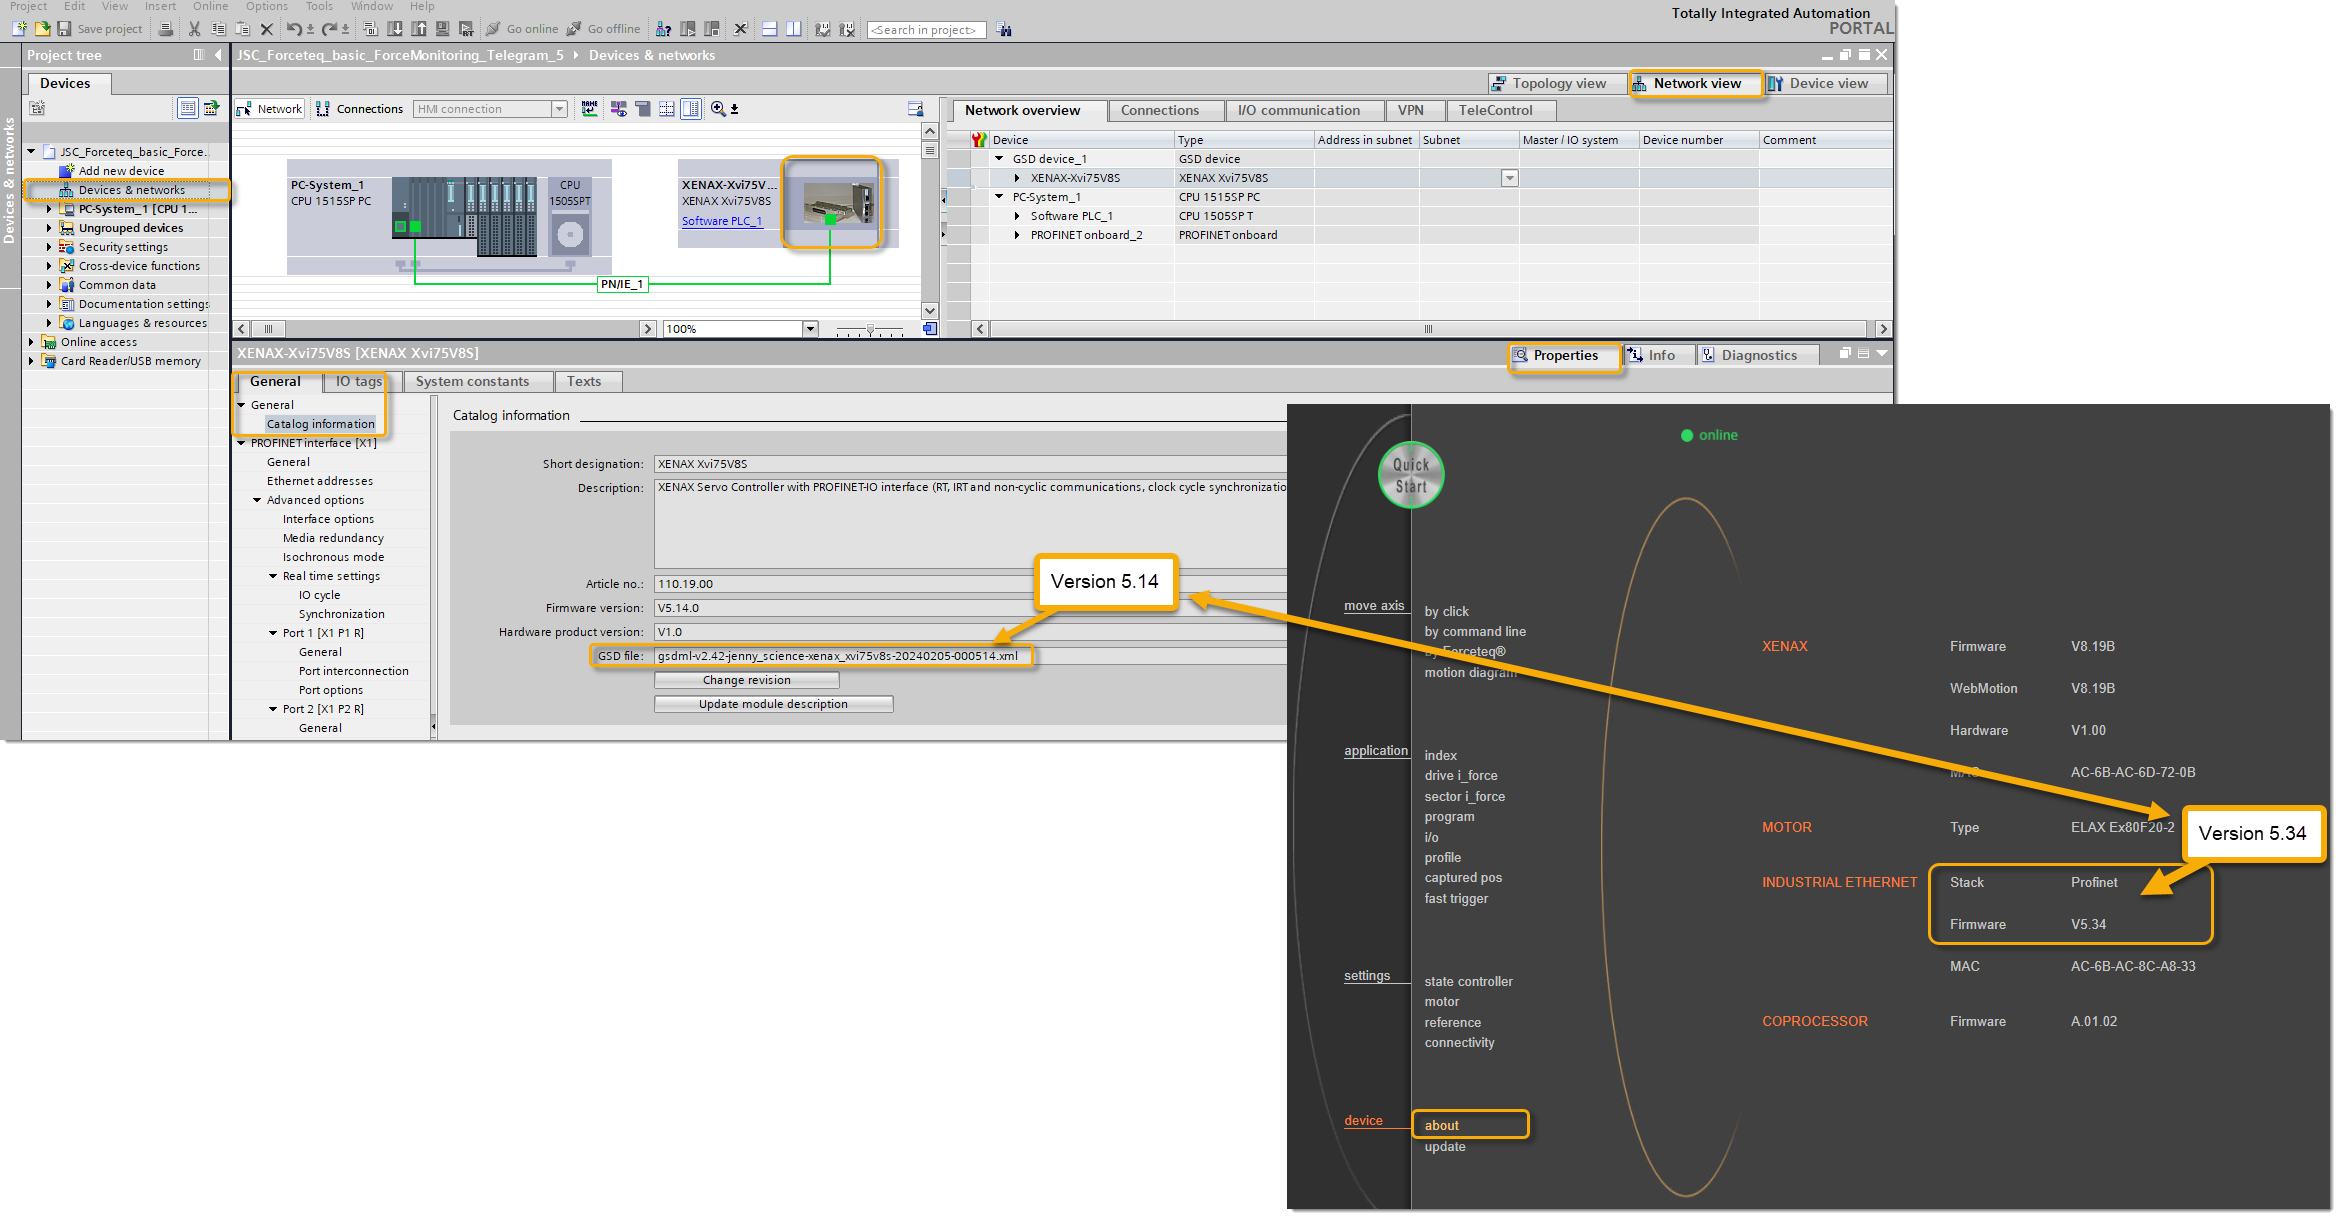 Project Edit View Insert Online Options Tools Window Help
Totally Integrated Automation
PORTAL
Save project
Go online
Go offline
<Search in project>
Project tree
JSC_Forceteq_basic_ForceMonitoring_Telegram_5 Devices & networks
Devices
Topology view
Network view
Device view
Devices & networks
Network
Connections
HMI connection
Network overview
Connections
I/O communication
VPN
TeleControl
JSC_Forceteq_basic_Force..
Add new device
Devices & networks
PC-System_1 [CPU 1...
Ungrouped devices
Security settings
Cross-device functions
Common data
Documentation settings
Languages & resources
Online access
Card Reader/USB memory
PC-System_1
CPU 1515SP PC
CPU
1505SP T
XENAX-Xvi75V...
XENAX Xvi75V8S
Software PLC_1
PN/IE_1
100%
Device Type Address in subnet Subnet Master / IO system Device number Comment
GSD device_1 GSD device
XENAX-Xvi75V8S XENAX Xvi75V8S
PC-System_1 CPU 1515SP PC
Software PLC_1 CPU 1505SP T
PROFINET onboard_2 PROFINET onboard
XENAX-Xvi75V8S [XENAX Xvi75V8S]
Properties
Info
Diagnostics
General
IO tags
System constants
Texts
General
Catalog information
PROFINET interface [X1]
General
Ethernet addresses
Advanced options
Interface options
Media redundancy
Isochronous mode
Real time settings
IO cycle
Synchronization
Port 1 [X1 P1 R]
General
Port interconnection
Port options
Port 2 [X1 P2 R]
General
Catalog information
Short designation: XENAX Xvi75V8S
Description: XENAX Servo Controller with PROFINET-IO interface (RT, IRT and non-cyclic communications, clock cycle synchronizatio
Article no.: 110.19.00
Firmware version: V5.14.0
Hardware product version: V1.0
GSD file: gsdml-v2.42-jenny_science-xenax_xvi75v8s-20240205-000514.xml
Change revision
Update module description
Version 5.14
online
Quick
Start
move axis
by click
by command line
by Forceteq®
motion diagram
application
index
drive i_force
sector i_force
program
i/o
profile
captured pos
fast trigger
settings
state controller
motor
reference
connectivity
device
about
update
XENAX Firmware V8.19B
WebMotion V8.19B
Hardware V1.00
MAC AC-6B-AC-6D-72-0B
MOTOR Type ELAX Ex80F20-2
Version 5.34
INDUSTRIAL ETHERNET Stack Profinet
Firmware V5.34
MAC AC-6B-AC-8C-A8-33
COPROCESSOR Firmware A.01.02